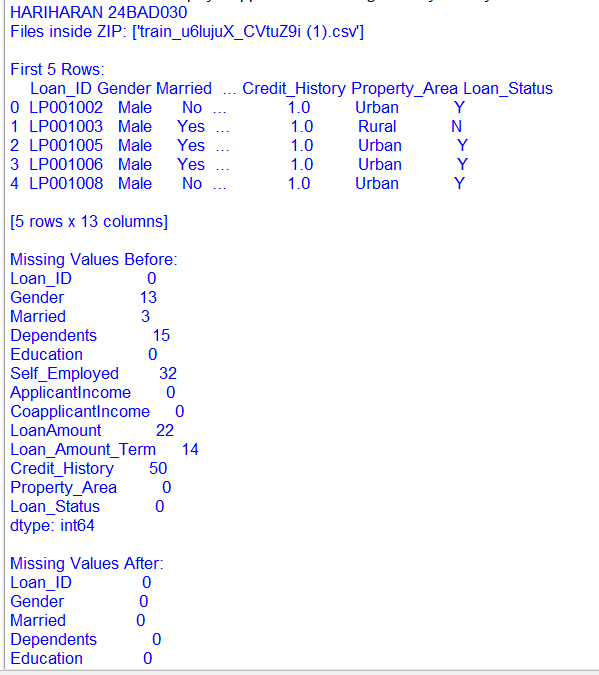 HARIHARAN 24BAD030
Files inside ZIP: ['train_u6lujuX_CVtuZ9i (1).csv']
First 5 Rows:
Loan_ID Gender Married ... Credit_History Property_Area Loan_Status
0 LP001002 Male No ... 1.0 Urban Y
1 LP001003 Male Yes ... 1.0 Rural N
2 LP001005 Male Yes ... 1.0 Urban Y
3 LP001006 Male Yes ... 1.0 Urban Y
4 LP001008 Male No ... 1.0 Urban Y
[5 rows x 13 columns]
Missing Values Before:
Loan_ID 0
Gender 13
Married 3
Dependents 15
Education 0
Self_Employed 32
ApplicantIncome 0
CoapplicantIncome 0
LoanAmount 22
Loan_Amount_Term 14
Credit_History 50
Property_Area 0
Loan_Status 0
dtype: int64
Missing Values After:
Loan_ID 0
Gender 0
Married 0
Dependents 0
Education 0